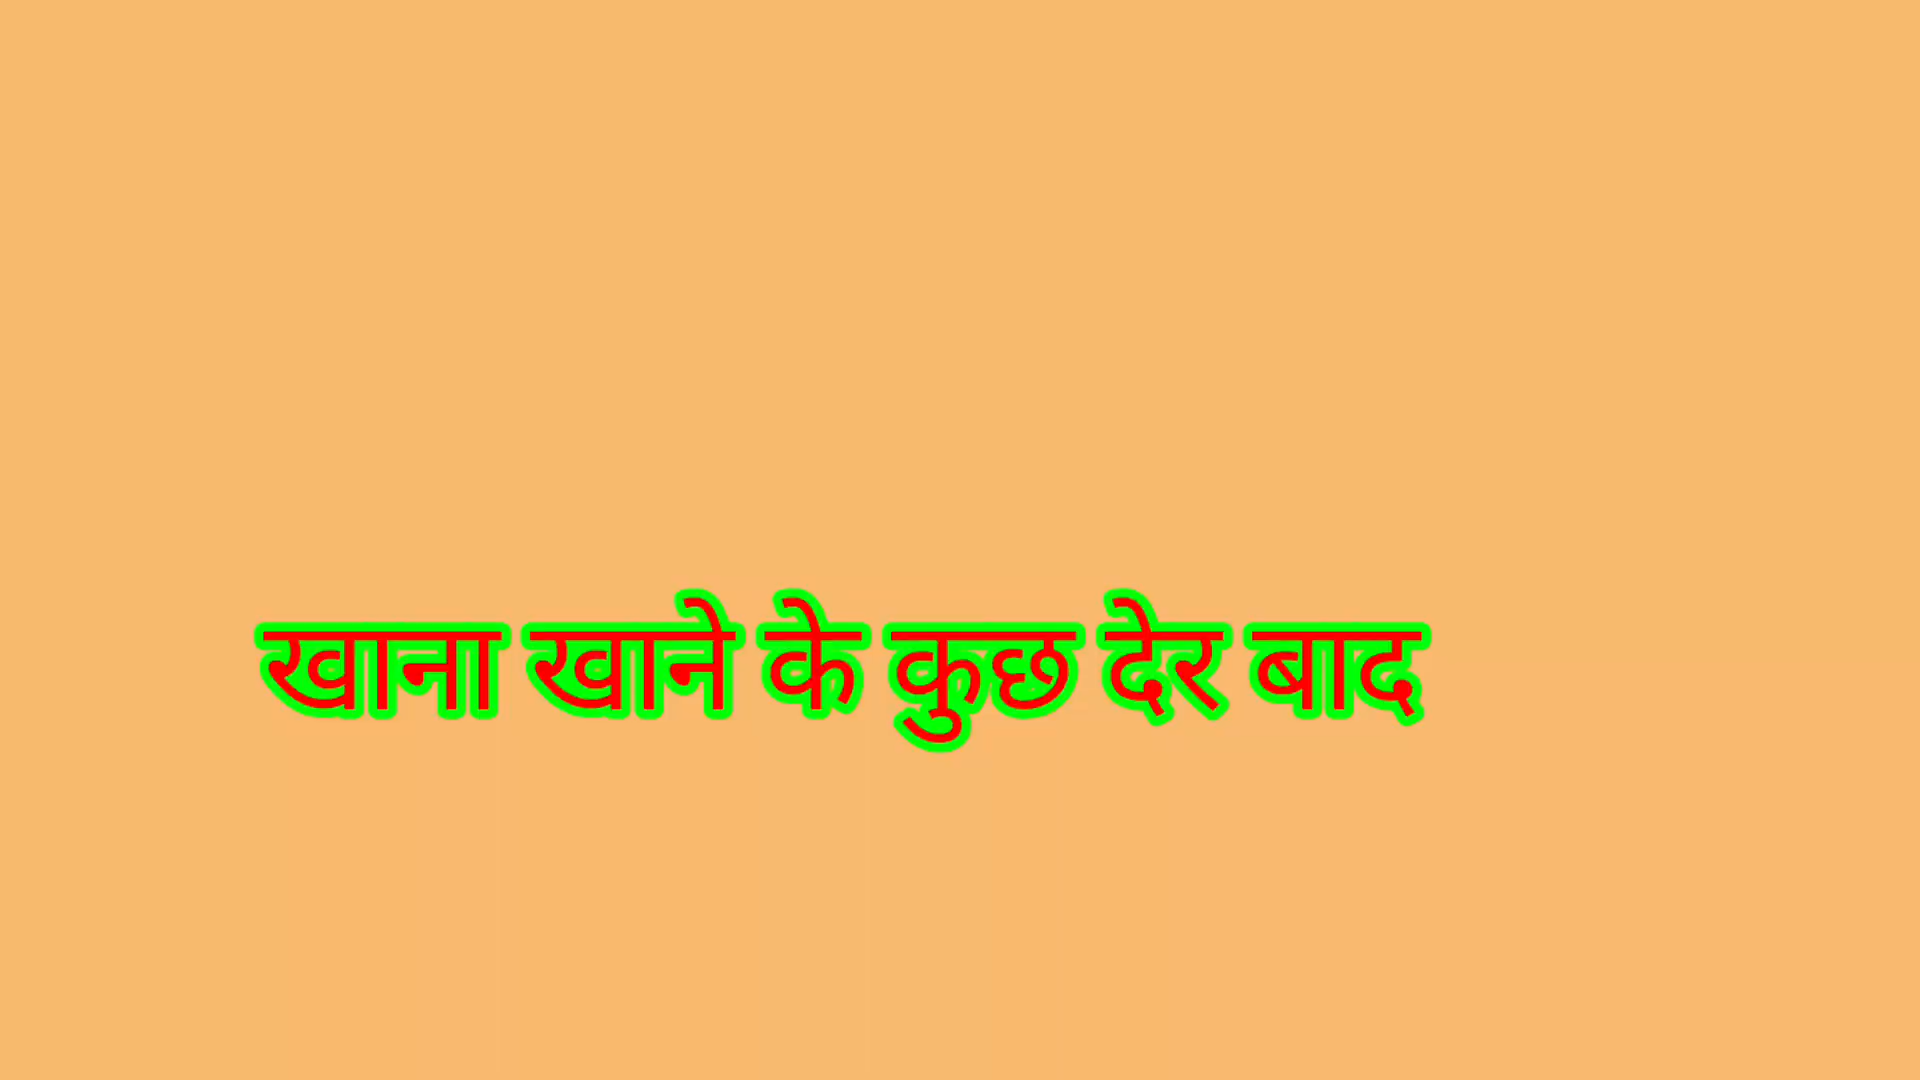 खाना खाने के कुछ देर बाद